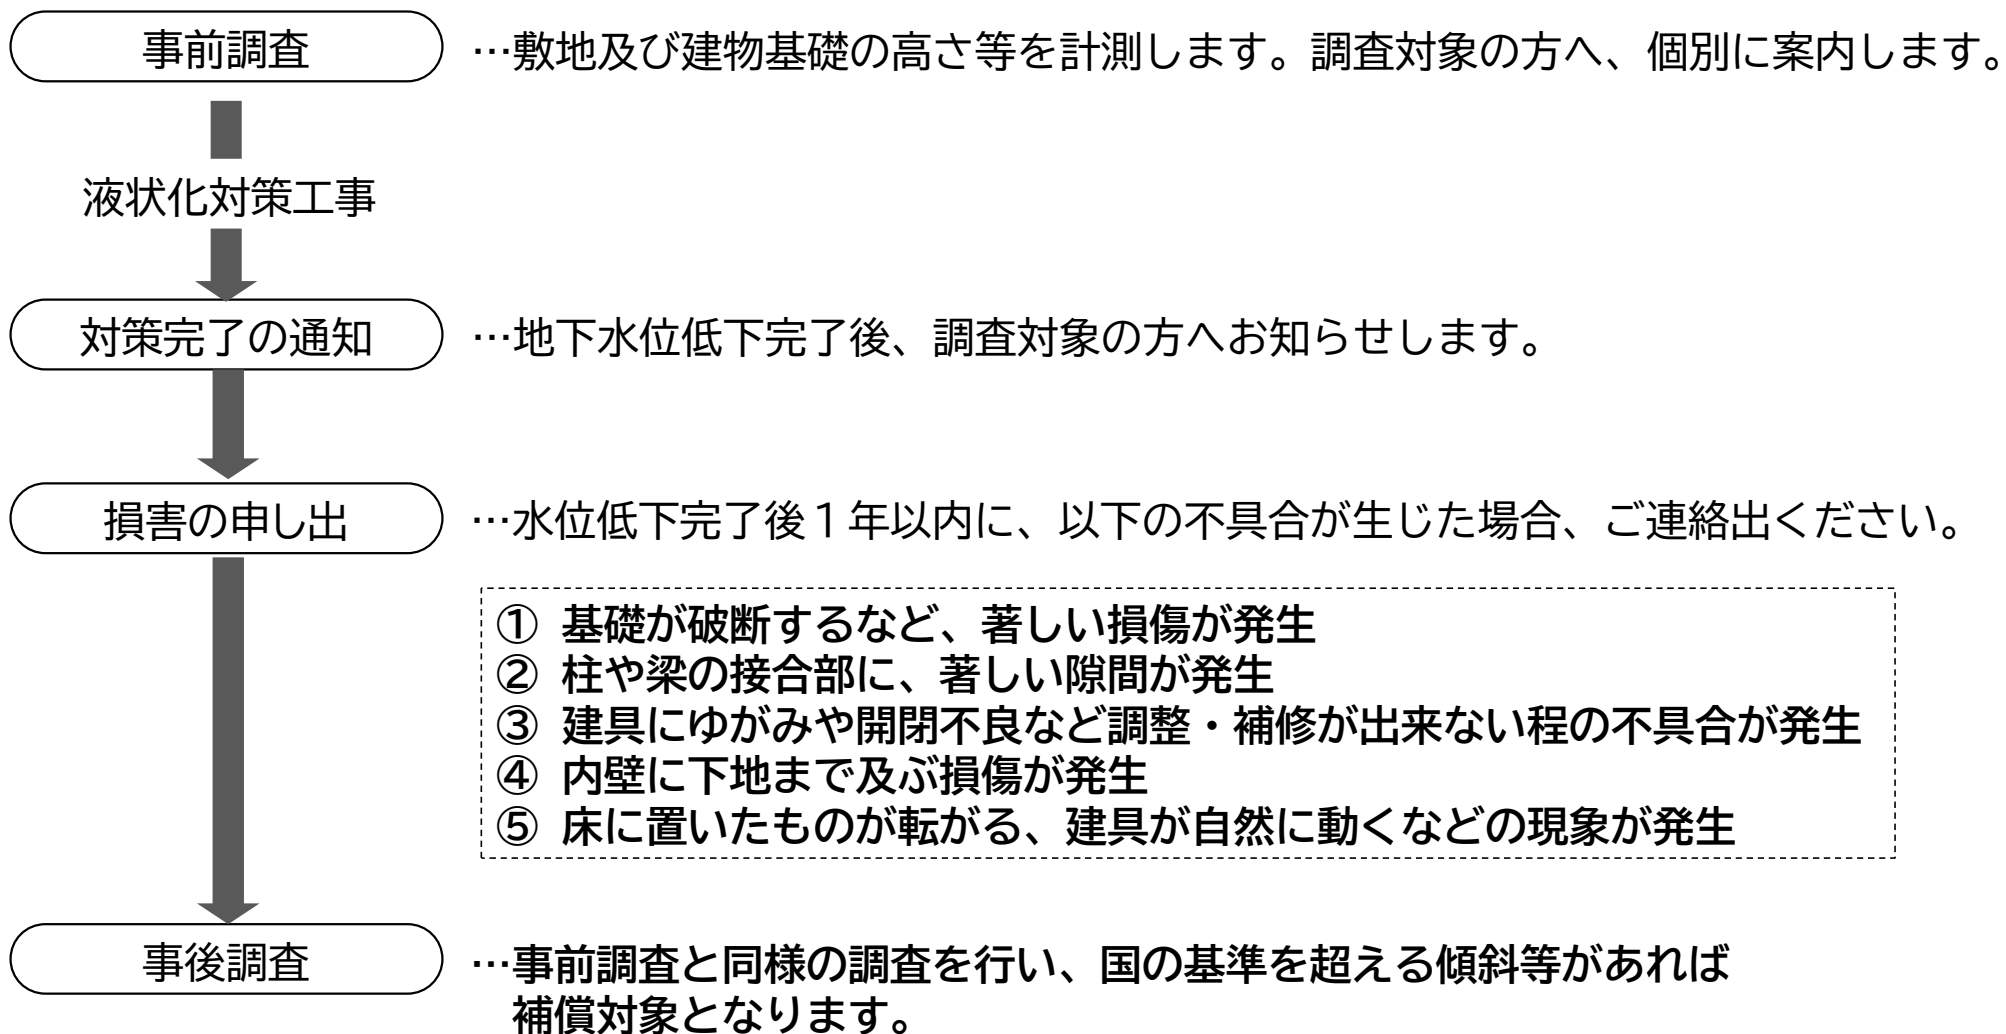 事前調査
…敷地及び建物基礎の高さ等を計測します。調査対象の方へ、個別に案内します。
液状化対策工事
対策完了の通知
…地下水位低下完了後、調査対象の方へお知らせします。
損害の申し出
…水位低下完了後１年以内に、以下の不具合が生じた場合、ご連絡出ください。
① 基礎が破断するなど、著しい損傷が発生
② 柱や梁の接合部に、著しい隙間が発生
③ 建具にゆがみや開閉不良など調整・補修が出来ない程の不具合が発生
④ 内壁に下地まで及ぶ損傷が発生
⑤ 床に置いたものが転がる、建具が自然に動くなどの現象が発生
事後調査
…事前調査と同様の調査を行い、国の基準を超える傾斜等があれば
補償対象となります。